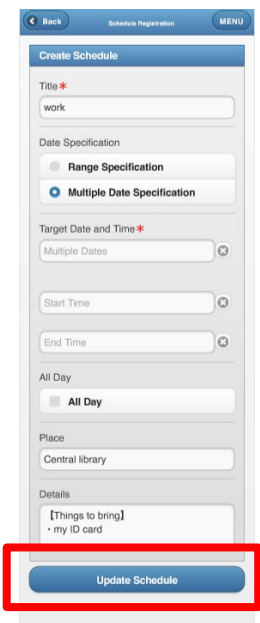 Back
Schedule Registration
MENU
Create Schedule
Title*
work
Date Specification
Range Specification
Multiple Date Specification
Target Date and Time*
Multiple Dates
Start Time
End Time
All Day
All Day
Place
Central library
Details
【Things to bring】
・my ID card
Update Schedule